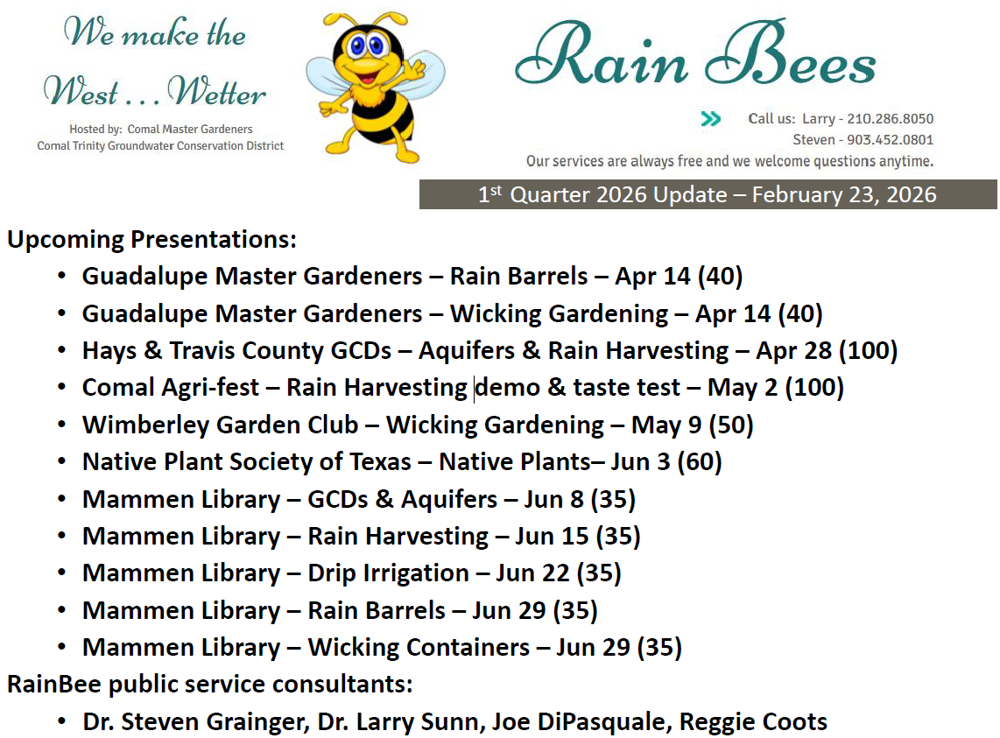 We make the
West . . . Wetter
Hosted by: Comal Master Gardeners
Comal Trinity Groundwater Conservation District
Rain Bees
Call us: Larry - 210.286.8050
Steven - 903.452.0801
Our services are always free and we welcome questions anytime.
1st Quarter 2026 Update – February 23, 2026
Upcoming Presentations:
• Guadalupe Master Gardeners – Rain Barrels – Apr 14 (40)
• Guadalupe Master Gardeners – Wicking Gardening – Apr 14 (40)
• Hays & Travis County GCDs – Aquifers & Rain Harvesting – Apr 28 (100)
• Comal Agri-fest – Rain Harvesting demo & taste test – May 2 (100)
• Wimberley Garden Club – Wicking Gardening – May 9 (50)
• Native Plant Society of Texas – Native Plants– Jun 3 (60)
• Mammen Library – GCDs & Aquifers – Jun 8 (35)
• Mammen Library – Rain Harvesting – Jun 15 (35)
• Mammen Library – Drip Irrigation – Jun 22 (35)
• Mammen Library – Rain Barrels – Jun 29 (35)
• Mammen Library – Wicking Containers – Jun 29 (35)
RainBee public service consultants:
• Dr. Steven Grainger, Dr. Larry Sunn, Joe DiPasquale, Reggie Coots